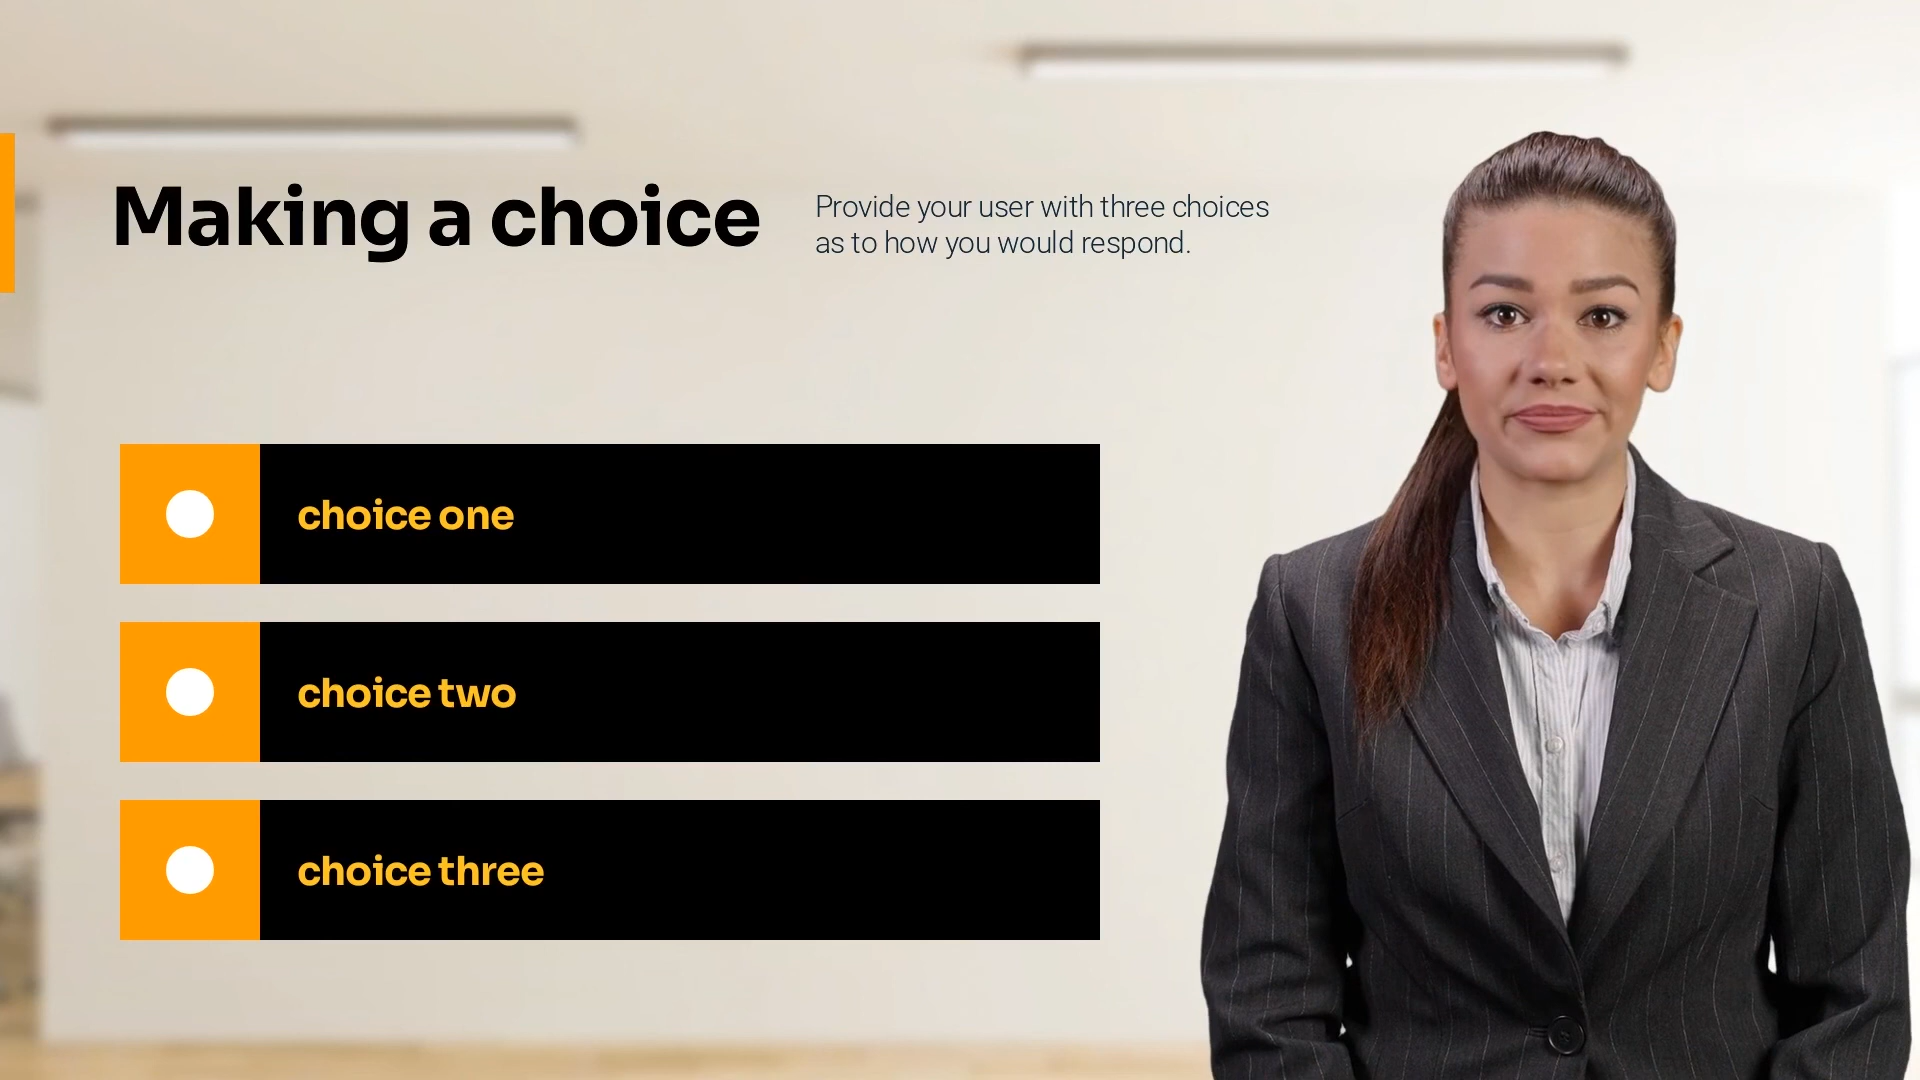 Making a choice
Provide your user with three choices
as to how you would respond.
choice one
choice two
choice three